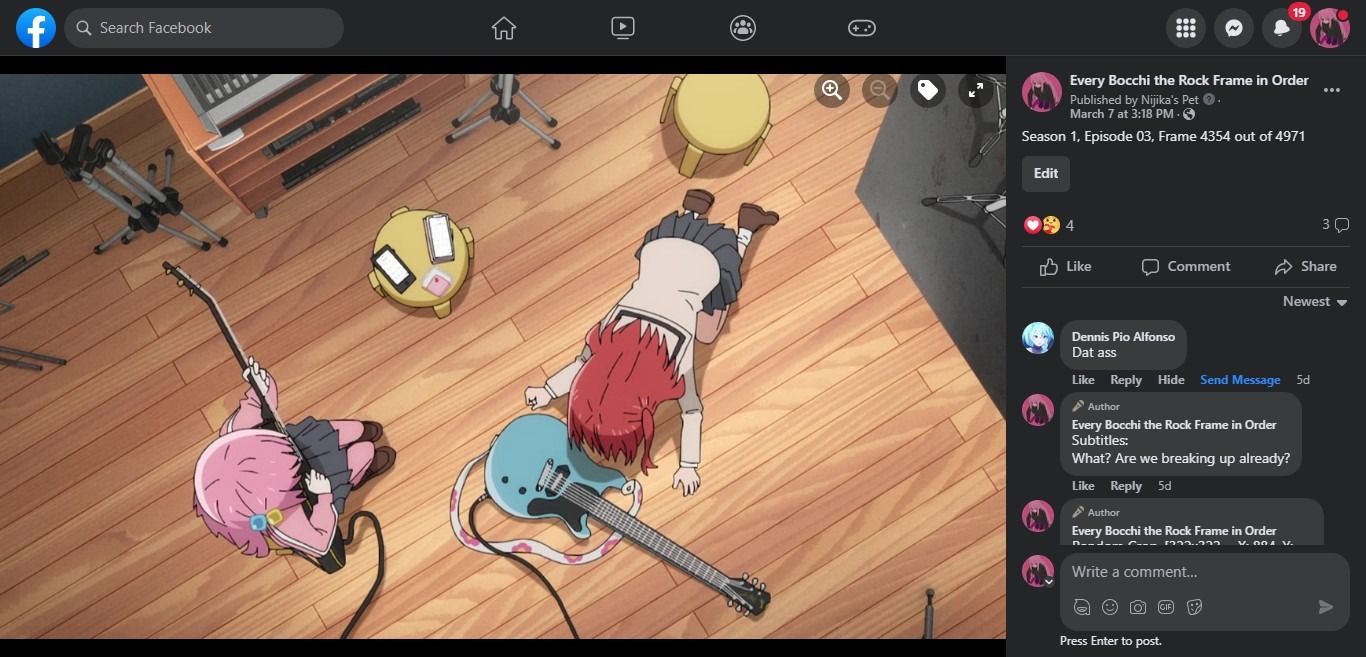 Search Facebook
19
Every Bocchi the Rock Frame in Order
Published by Nijika's Pet
March 7 at 3:18 PM ·
Season 1, Episode 03, Frame 4354 out of 4971
Edit
4
3
Like Comment Share
Newest
Dennis Pio Alfonso
Dat ass
Like Reply Hide Send Message 5d
Author
Every Bocchi the Rock Frame in Order
Subtitles:
What? Are we breaking up already?
Like Reply 5d
Author
Every Bocchi the Rock Frame in Order
Write a comment...
GIF
Press Enter to post.